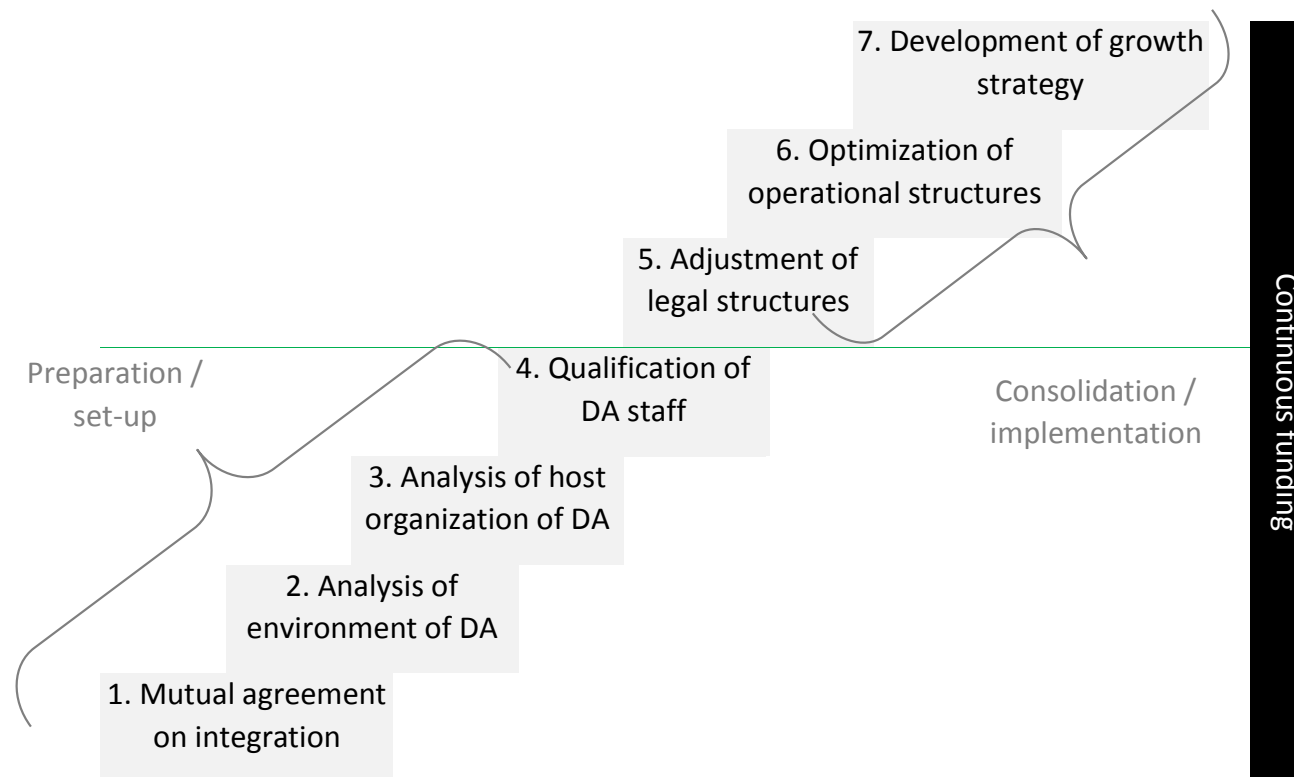 7. Development of growth
strategy
6. Optimization of
operational structures
5. Adjustment of
legal structures
Preparation /
set-up
4. Qualification of
DA staff
Consolidation /
implementation
3. Analysis of host
organization of DA
2. Analysis of
environment of DA
1. Mutual agreement
on integration
Continuous funding